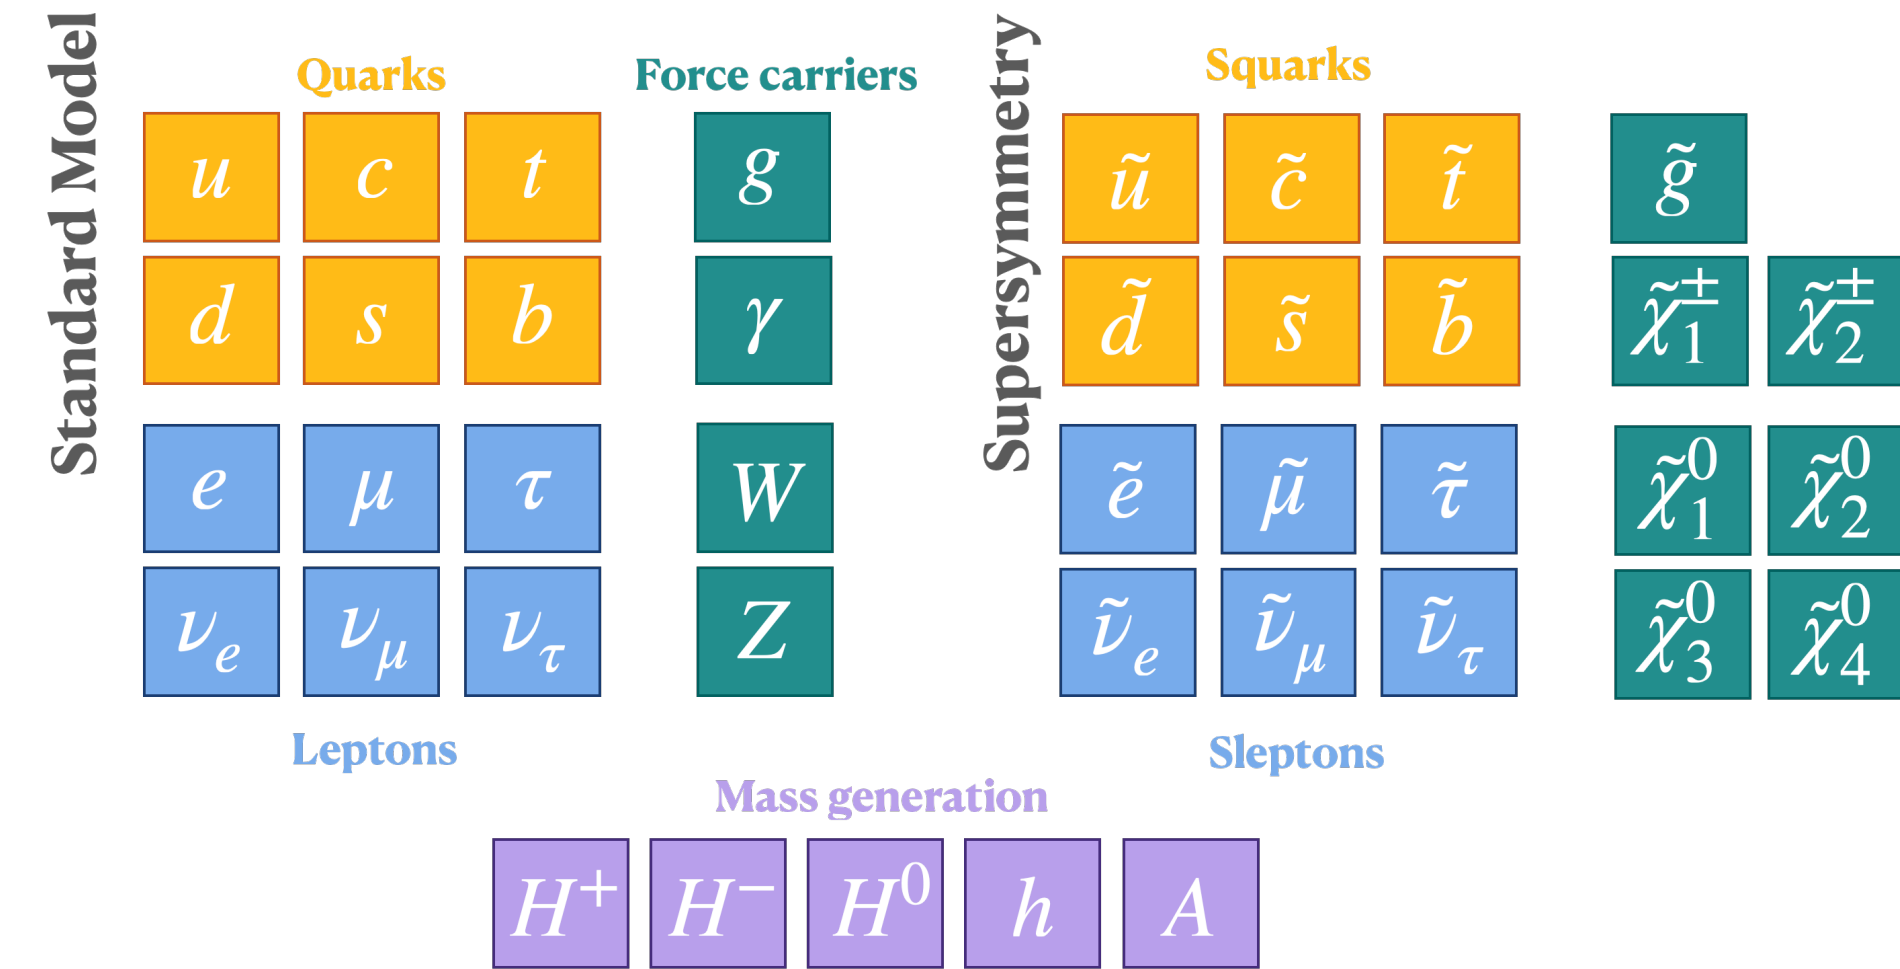 Standard Model
Quarks
Force carriers
u c t g
d s b γ
e μ τ W
ν_e ν_μ ν_τ Z
Leptons
Supersymmetry
Squarks
ũ c̃ t̃ g̃
d̃ s̃ b̃ χ̃₁^± χ̃₂^±
ẽ μ̃ τ̃ χ̃₁⁰ χ̃₂⁰
ν̃_e ν̃_μ ν̃_τ χ̃₃⁰ χ̃₄⁰
Sleptons
Mass generation
H⁺ H⁻ H⁰ h A